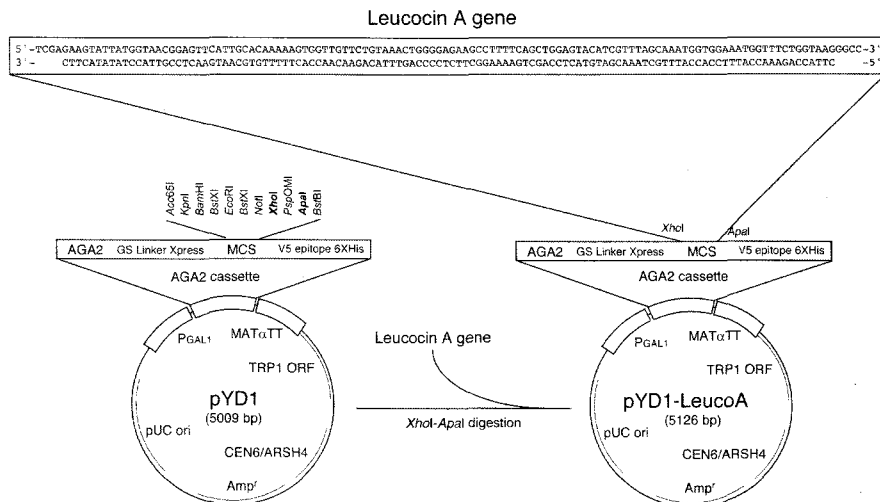 Leucocin A gene
5'-TCGAGAAGTATTATGGTAACGGAGTTCATTGCACAAAAAGTGGTTGTTCTGTAAACTGGGGAGAAGCCTTTTCAGCTGGAGTACATCGTTTAGCAAATGGTGGAAATGGTTTCTGGTAAGGGCC-3'
3'- CTTCATATATCCATTGCCTCAAGTAACGTGTTTTTCACCAACAAGACATTTGACCCCTCTTCGGAAAAGTCGACCTCATGTAGCAAATCGTTTACCACCTTTACCAAAGACCATTC -5'
Acc65I
KpnI
BamHI
BstXI
EcoRI
BstXI
NotI
XhoI
PspOMI
ApaI
BstBI
XhoI
ApaI
AGA2 GS Linker Xpress MCS V5 epitope 6XHis
AGA2 cassette
AGA2 GS Linker Xpress MCS V5 epitope 6XHis
AGA2 cassette
PGAL1
MATαTT
TRP1 ORF
pYD1
(5009 bp)
pUC ori
CEN6/ARSH4
Ampr
Leucocin A gene
XhoI-ApaI digestion
PGAL1
MATαTT
TRP1 ORF
pYD1-LeucoA
(5126 bp)
pUC ori
CEN6/ARSH4
Ampr